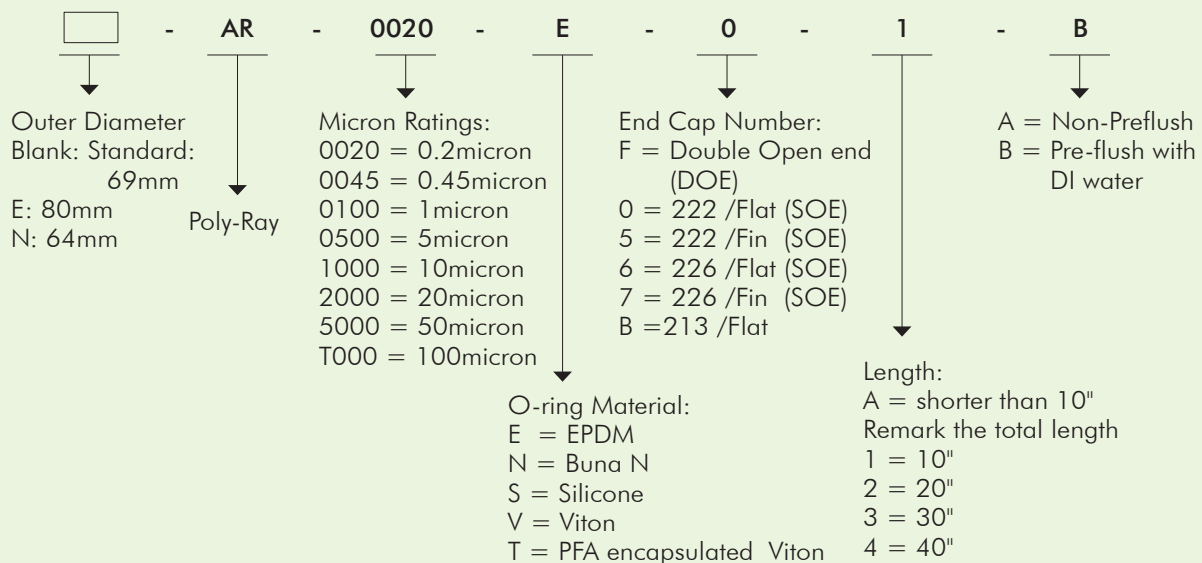 - AR - 0020 - E - 0 - 1 - B
Outer Diameter
Blank: Standard:
69mm
E: 80mm
N: 64mm
Poly-Ray
Micron Ratings:
0020 = 0.2micron
0045 = 0.45micron
0100 = 1micron
0500 = 5micron
1000 = 10micron
2000 = 20micron
5000 = 50micron
T000 = 100micron
O-ring Material:
E = EPDM
N = Buna N
S = Silicone
V = Viton
T = PFA encapsulated Viton
End Cap Number:
F = Double Open end
(DOE)
0 = 222 /Flat (SOE)
5 = 222 /Fin (SOE)
6 = 226 /Flat (SOE)
7 = 226 /Fin (SOE)
B =213 /Flat
Length:
A = shorter than 10"
Remark the total length
1 = 10"
2 = 20"
3 = 30"
4 = 40"
A = Non-Preflush
B = Pre-flush with
DI water